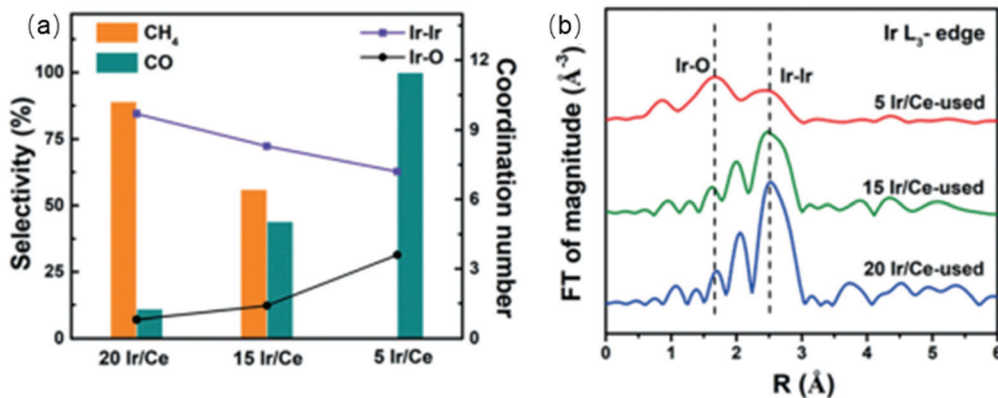 (a)
CH₄
CO
Ir-Ir
Ir-O
Selectivity (%)
100
75
50
25
0
Coordination number
12
9
6
3
0
20 Ir/Ce
15 Ir/Ce
5 Ir/Ce
(b)
Ir L₃- edge
Ir-O
Ir-Ir
5 Ir/Ce-used
15 Ir/Ce-used
20 Ir/Ce-used
FT of magnitude (Å⁻³)
0
1
2
3
4
5
6
R (Å)